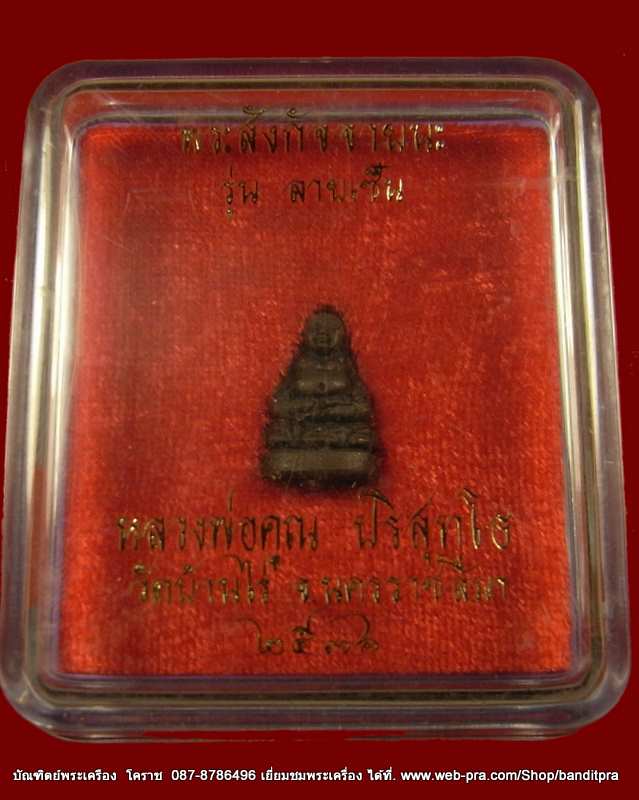 พระสังกัจจายนะ
รุ่น ลายเซ็น
หลวงพ่อคูณ ปริสุทฺโธ
วัดบ้านไร่ จ.นครราชสีมา
๒๕๓๖
บัณฑิตย์พระเครือง โคราช 087-8786496 เยี่ยมชมพระเครื่อง ได้ที่. www.web-pra.com/Shop/banditpra